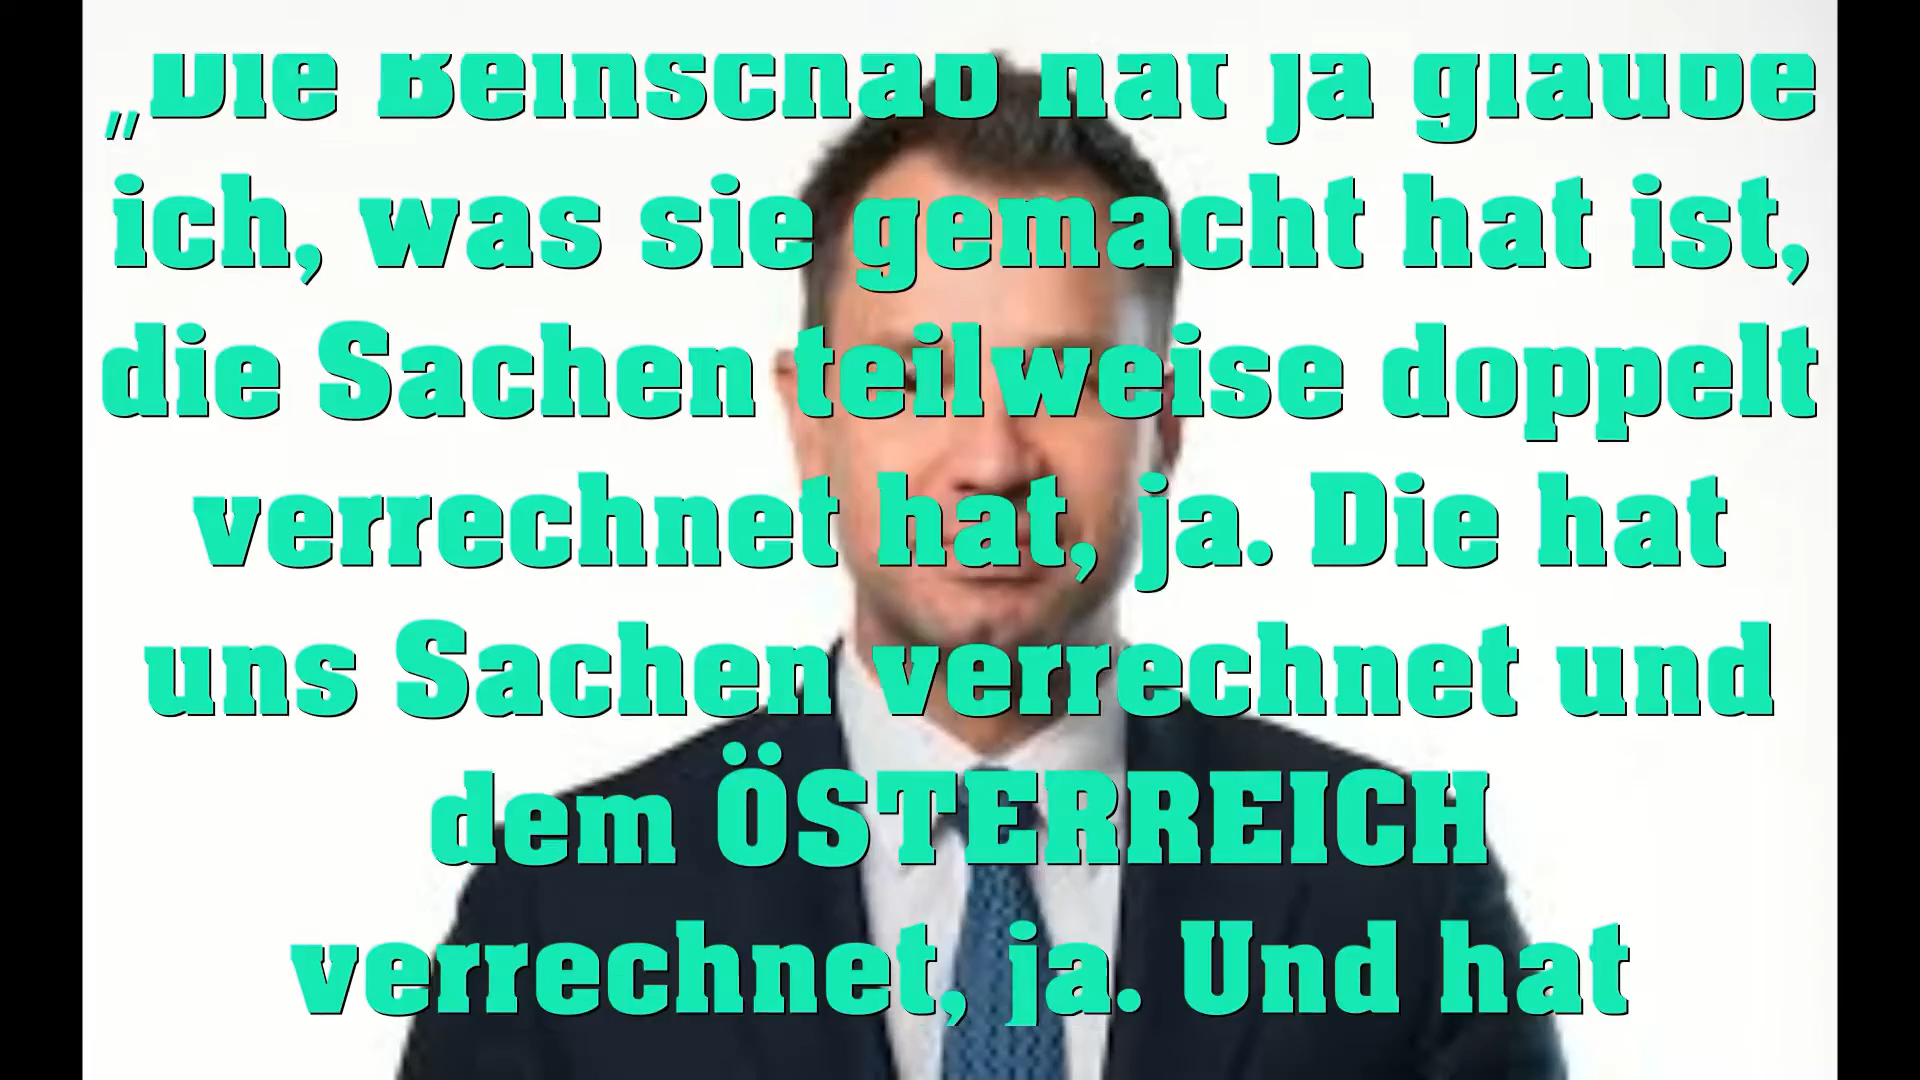 „Die Beinschab hat ja glaube
ich, was sie gemacht hat ist,
die Sachen teilweise doppelt
verrechnet hat, ja. Die hat
uns Sachen verrechnet und
dem ÖSTERREICH
verrechnet, ja. Und hat